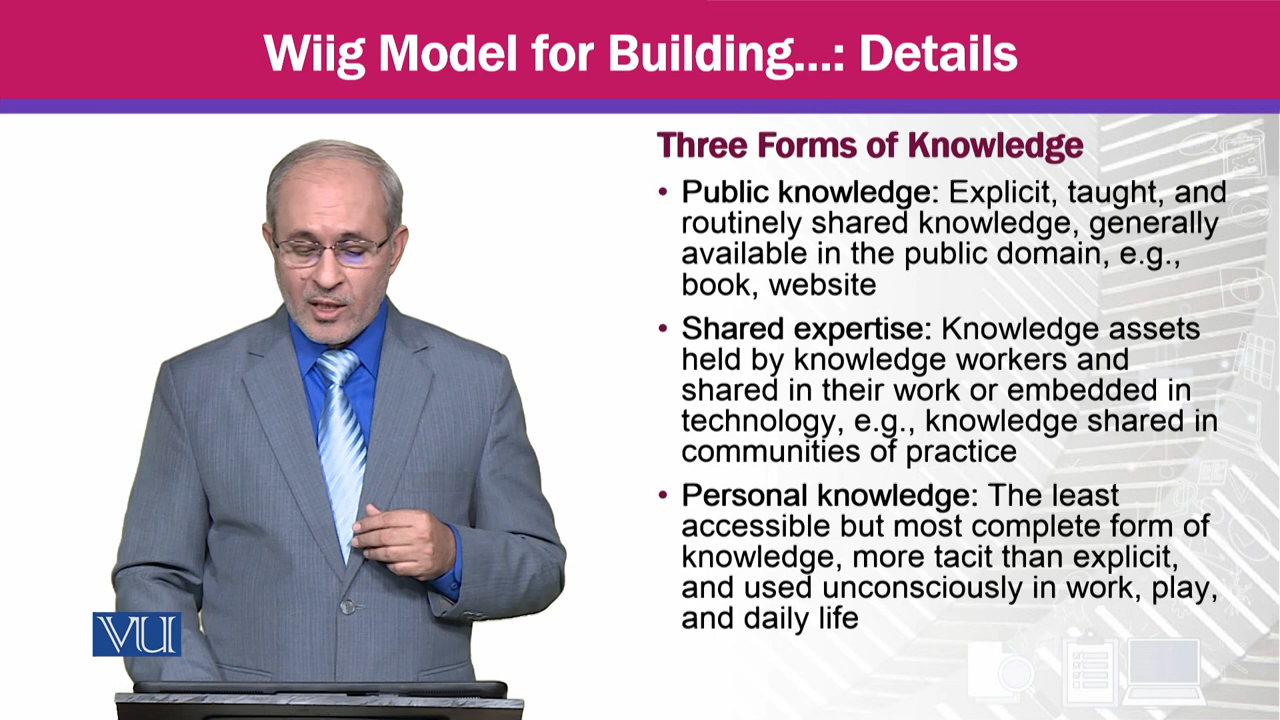 Wiig Model for Building...: Details
Three Forms of Knowledge
• Public knowledge: Explicit, taught, and
routinely shared knowledge, generally
available in the public domain, e.g.,
book, website
• Shared expertise: Knowledge assets
held by knowledge workers and
shared in their work or embedded in
technology, e.g., knowledge shared in
communities of practice
• Personal knowledge: The least
accessible but most complete form of
knowledge, more tacit than explicit,
and used unconsciously in work, play,
and daily life
VU